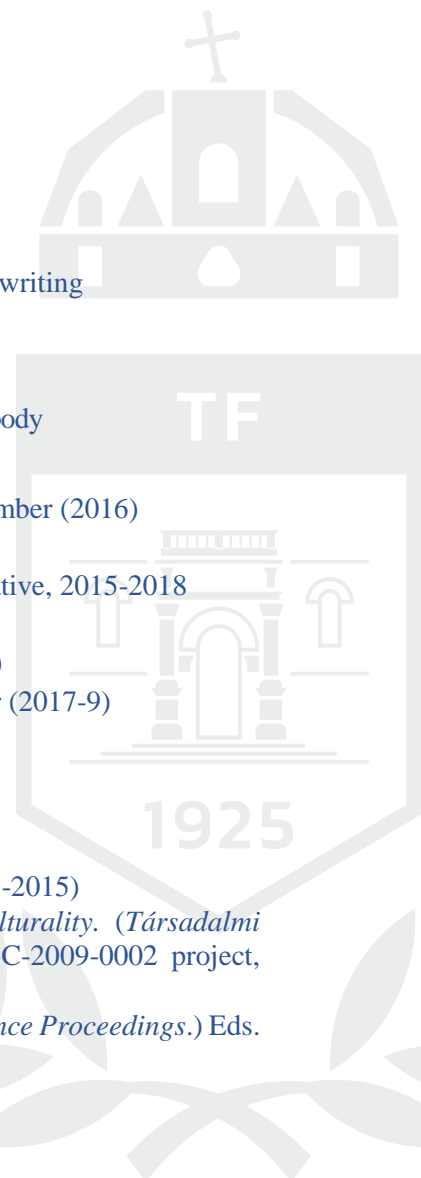 writing
TF
ody
mber (2016)
ative, 2015-2018
)
r (2017-9)
1925
-2015)
lturality. (Társadalmi
C-2009-0002 project,
nce Proceedings.) Eds.